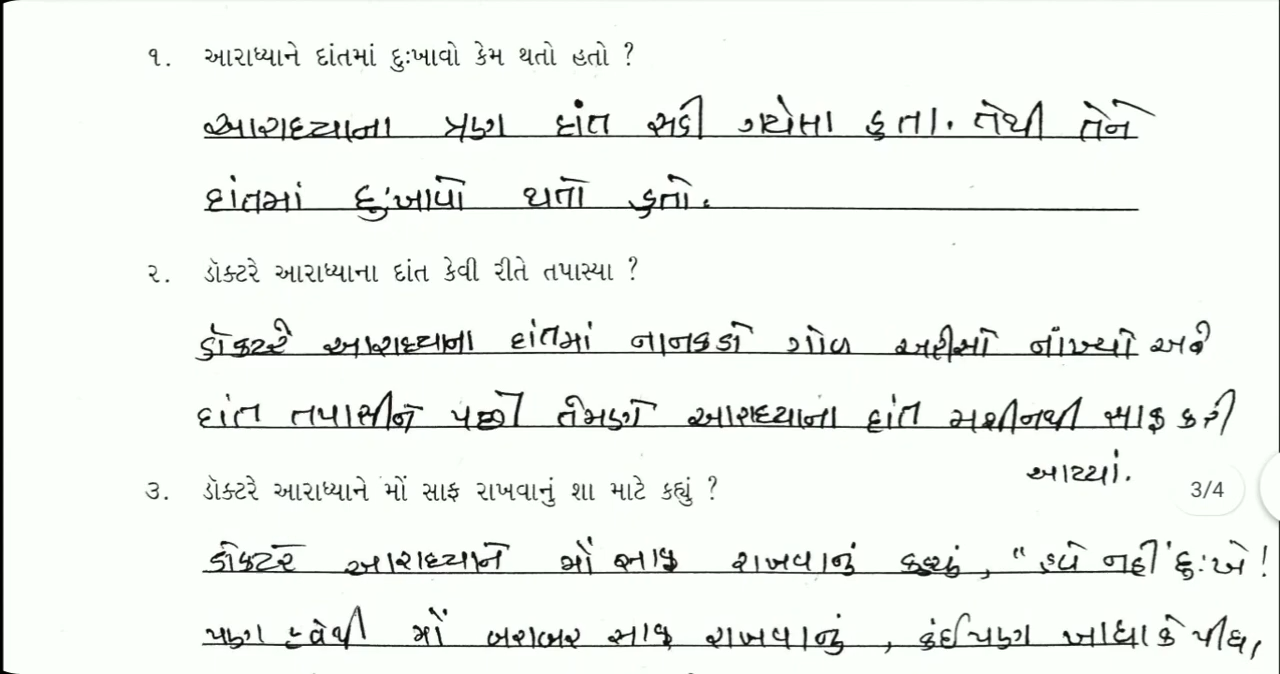 ૧. આરાધ્યાને દાંતમાં દુઃખાવો કેમ થતો હતો ?
આરાધ્યાના ત્રણ દાંત સડી ગયેલા હતા. તેથી તેને
દાંતમાં દુઃખાવો થતો હતો.
૨. ડૉક્ટરે આરાધ્યાના દાંત કેવી રીતે તપાસ્યા ?
ડૉક્ટરે આરાધ્યાના દાંતમાં નાનકડો ગોળ અરીસો નાંખ્યો અને
દાંત તપાસીને પછી તેમણે આરાધ્યાના દાંત મશીનથી સાફ કરી
આપ્યાં.
૩. ડૉક્ટરે આરાધ્યાને મોં સાફ રાખવાનું શા માટે કહ્યું ?
3/4
ડોક્ટરે આરાધ્યાને મોં સાફ રાખવાનું કહ્યું, "હવે નહીં દુઃખે!
પણ હવેથી મોં બરાબર સાફ રાખવાનું, કંઈપણ ખાધા કે પીધા,